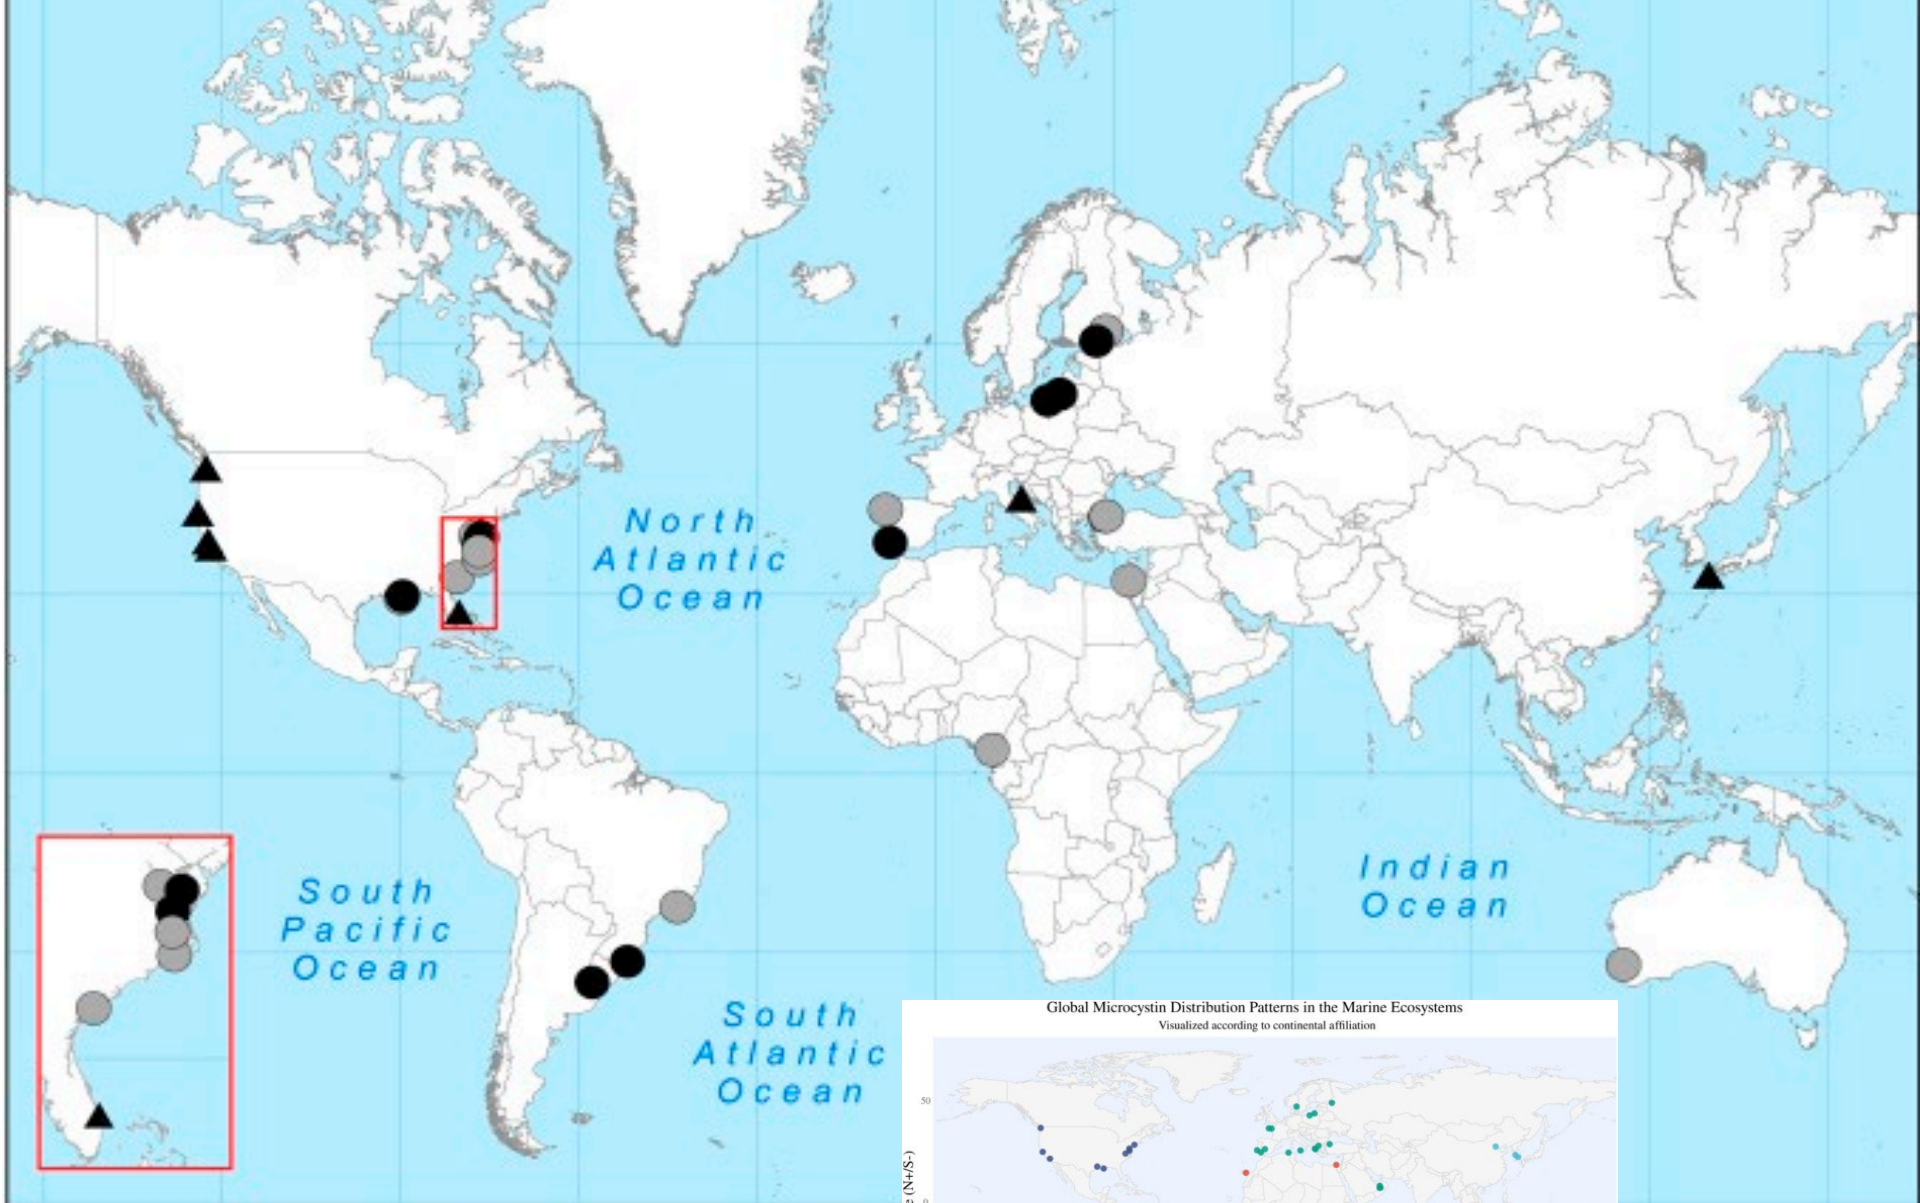 North
Atlantic
Ocean
South
Pacific
Ocean
Indian
Ocean
South
Atlantic
Ocean
Global Microcystin Distribution Patterns in the Marine Ecosystems
Visualized according to continental affiliation
50
(N+/S-)